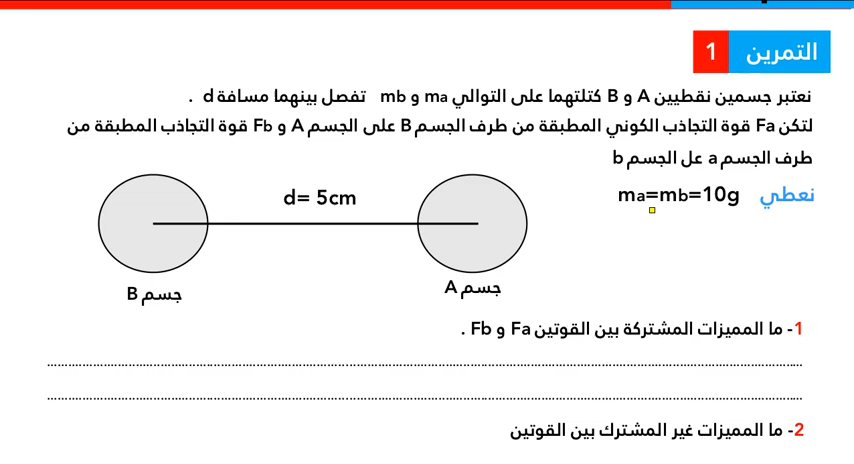 التمرين 1
نعتبر جسمين نقطيين A و B كتلتهما على التوالي ma و mb تفصل بينهما مسافة d .
لتكن Fa قوة التجاذب الكوني المطبقة من طرف الجسم B على الجسم A و Fb قوة التجاذب المطبقة من
طرف الجسم a عل الجسم b
نعطي ma=mb=10g
d= 5cm
جسم A
جسم B
1- ما المميزات المشتركة بين القوتين Fa و Fb .
2- ما المميزات غير المشترك بين القوتين